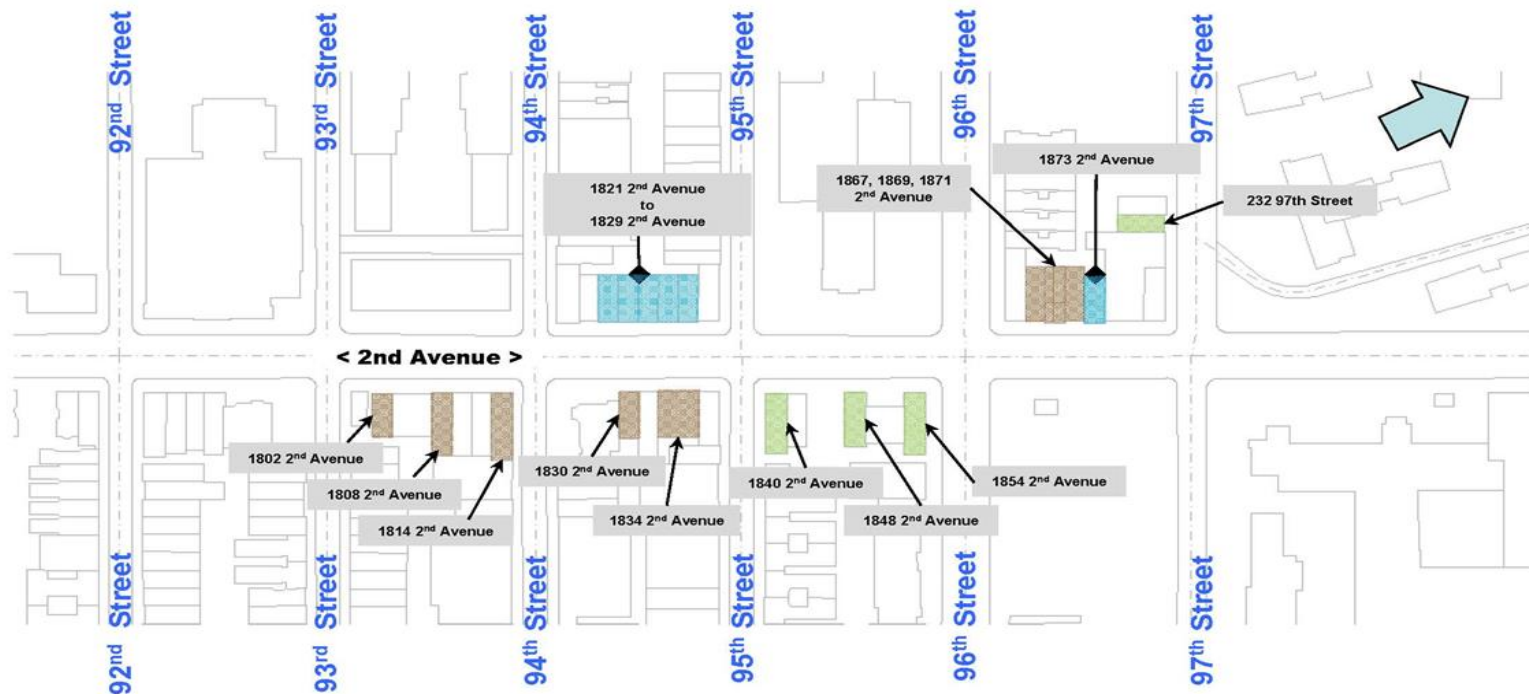 92nd Street
93rd Street
94th Street
95th Street
96th Street
97th Street
1821 2nd Avenue
to
1829 2nd Avenue
1867, 1869, 1871
2nd Avenue
1873 2nd Avenue
232 97th Street
< 2nd Avenue >
1802 2nd Avenue
1808 2nd Avenue
1814 2nd Avenue
1830 2nd Avenue
1834 2nd Avenue
1840 2nd Avenue
1848 2nd Avenue
1854 2nd Avenue
92nd Street
93rd Street
94th Street
95th Street
96th Street
97th Street